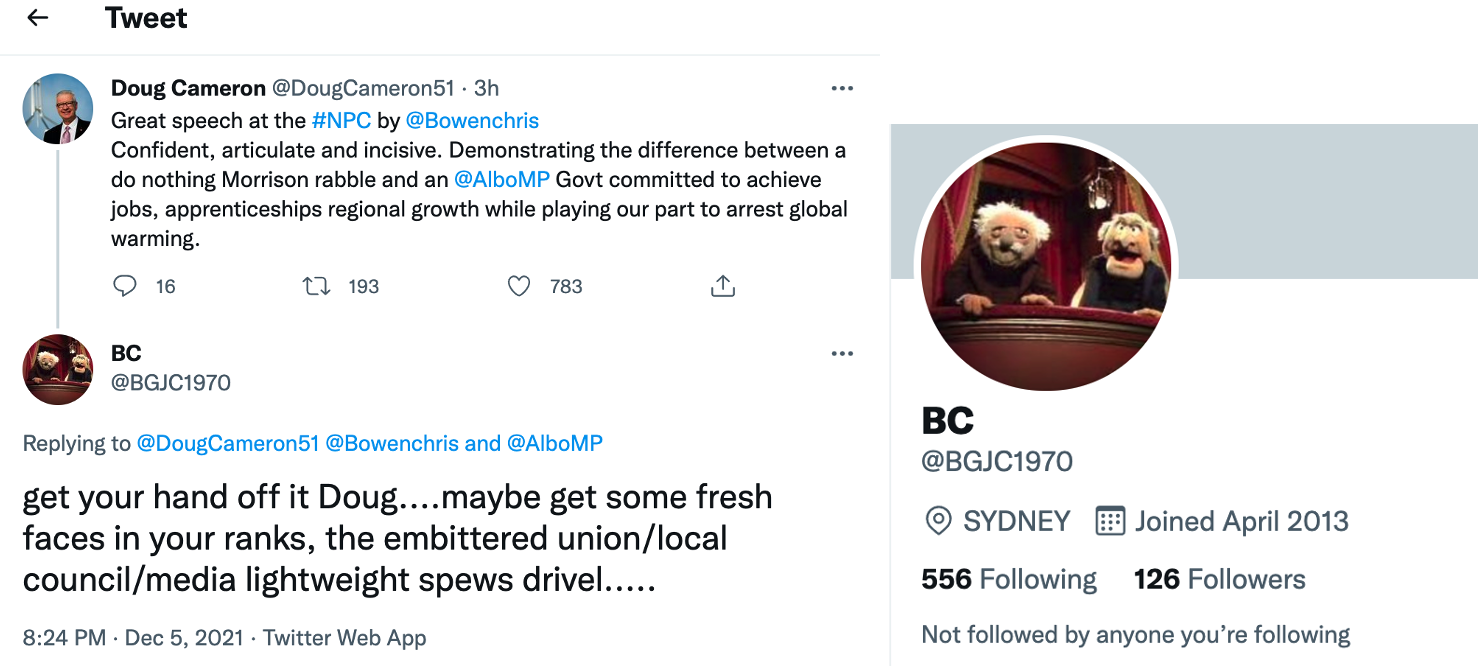 Tweet
Doug Cameron @DougCameron51 · 3h
Great speech at the #NPC by @Bowenchris
Confident, articulate and incisive. Demonstrating the difference between a
do nothing Morrison rabble and an @AlboMP Govt committed to achieve
jobs, apprenticeships regional growth while playing our part to arrest global
warming.
16 193 783
BC
@BGJC1970
Replying to @DougCameron51 @Bowenchris and @AlboMP
get your hand off it Doug....maybe get some fresh
faces in your ranks, the embittered union/local
council/media lightweight spews drivel.....
8:24 PM · Dec 5, 2021 · Twitter Web App
BC
@BGJC1970
SYDNEY Joined April 2013
556 Following 126 Followers
Not followed by anyone you’re following